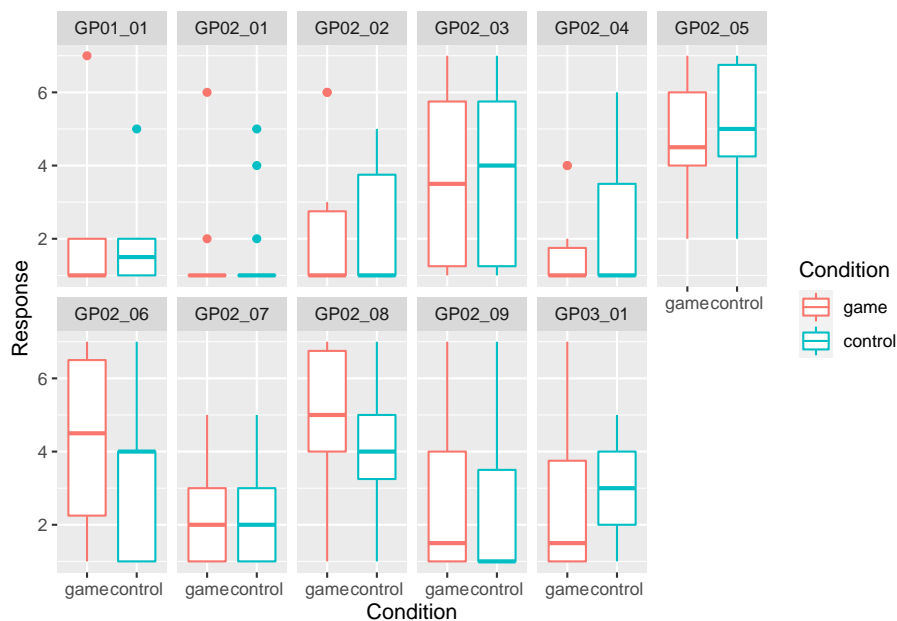 GP01_01 GP02_01 GP02_02 GP02_03 GP02_04 GP02_05
6
4
2
gamecontrol
GP02_06 GP02_07 GP02_08 GP02_09 GP03_01
6
4
2
gamecontrol gamecontrol gamecontrol gamecontrol gamecontrol
Condition
Response
Condition
game
control